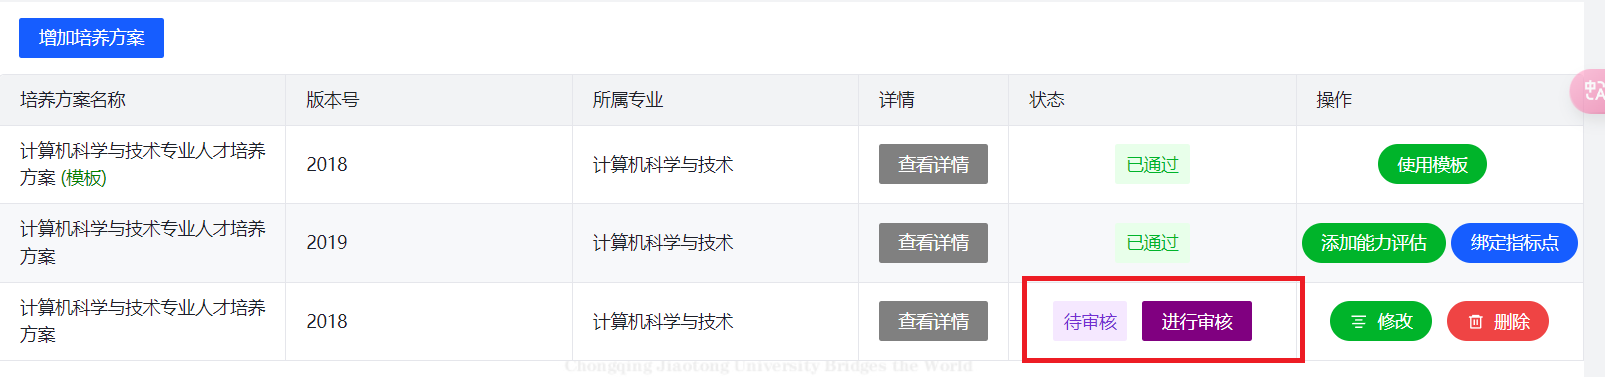 增加培养方案
培养方案名称 版本号 所属专业 详情 状态 操作
计算机科学与技术专业人才培养
方案 (模板) 2018 计算机科学与技术 查看详情 已通过 使用模板
计算机科学与技术专业人才培养
方案 2019 计算机科学与技术 查看详情 已通过 添加能力评估 绑定指标点
计算机科学与技术专业人才培养
方案 2018 计算机科学与技术 查看详情 待审核 进行审核 修改 删除
Chongqing Jiaotong University Bridges the World